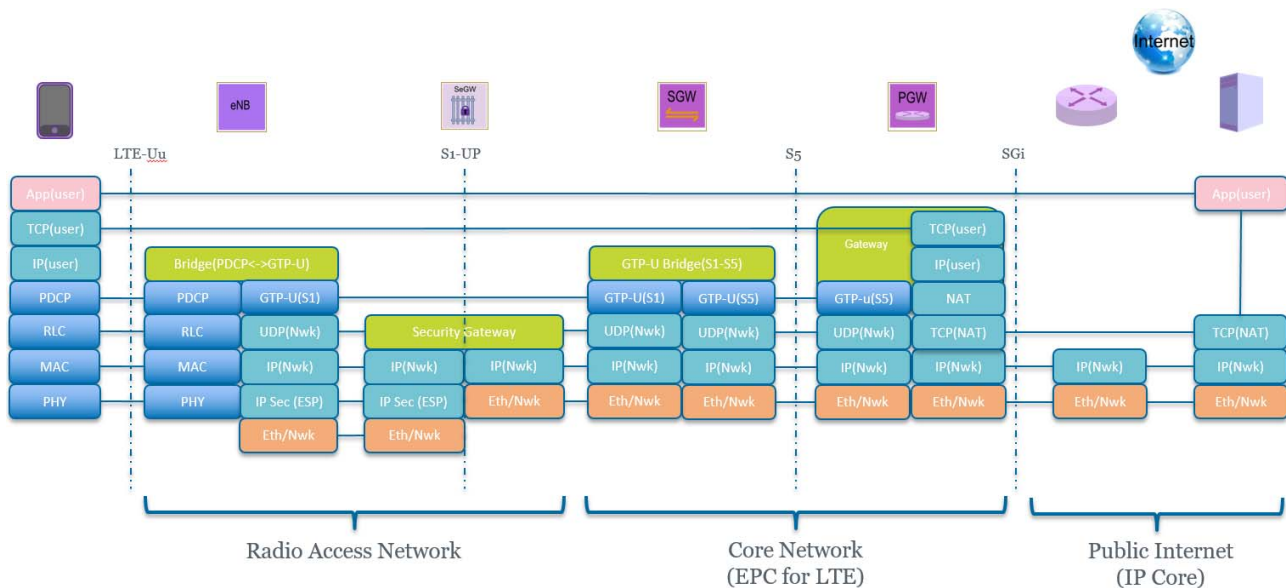 Internet
eNB
SeGW
SGW
PGW
LTE-Uu
S1-UP
S5
SGi
App(user)
App(user)
TCP(user)
TCP(user)
IP(user)
Bridge(PDCP<->GTP-U)
GTP-U Bridge(S1-S5)
Gateway
IP(user)
PDCP
PDCP
GTP-U(S1)
GTP-U(S1)
GTP-U(S5)
GTP-u(S5)
NAT
RLC
RLC
UDP(Nwk)
Security Gateway
UDP(Nwk)
UDP(Nwk)
UDP(Nwk)
TCP(NAT)
TCP(NAT)
MAC
MAC
IP(Nwk)
IP(Nwk)
IP(Nwk)
IP(Nwk)
IP(Nwk)
IP(Nwk)
IP(Nwk)
IP(Nwk)
IP(Nwk)
PHY
PHY
IP Sec (ESP)
IP Sec (ESP)
Eth/Nwk
Eth/Nwk
Eth/Nwk
Eth/Nwk
Eth/Nwk
Eth/Nwk
Eth/Nwk
Eth/Nwk
Eth/Nwk
Radio Access Network
Core Network
(EPC for LTE)
Public Internet
(IP Core)